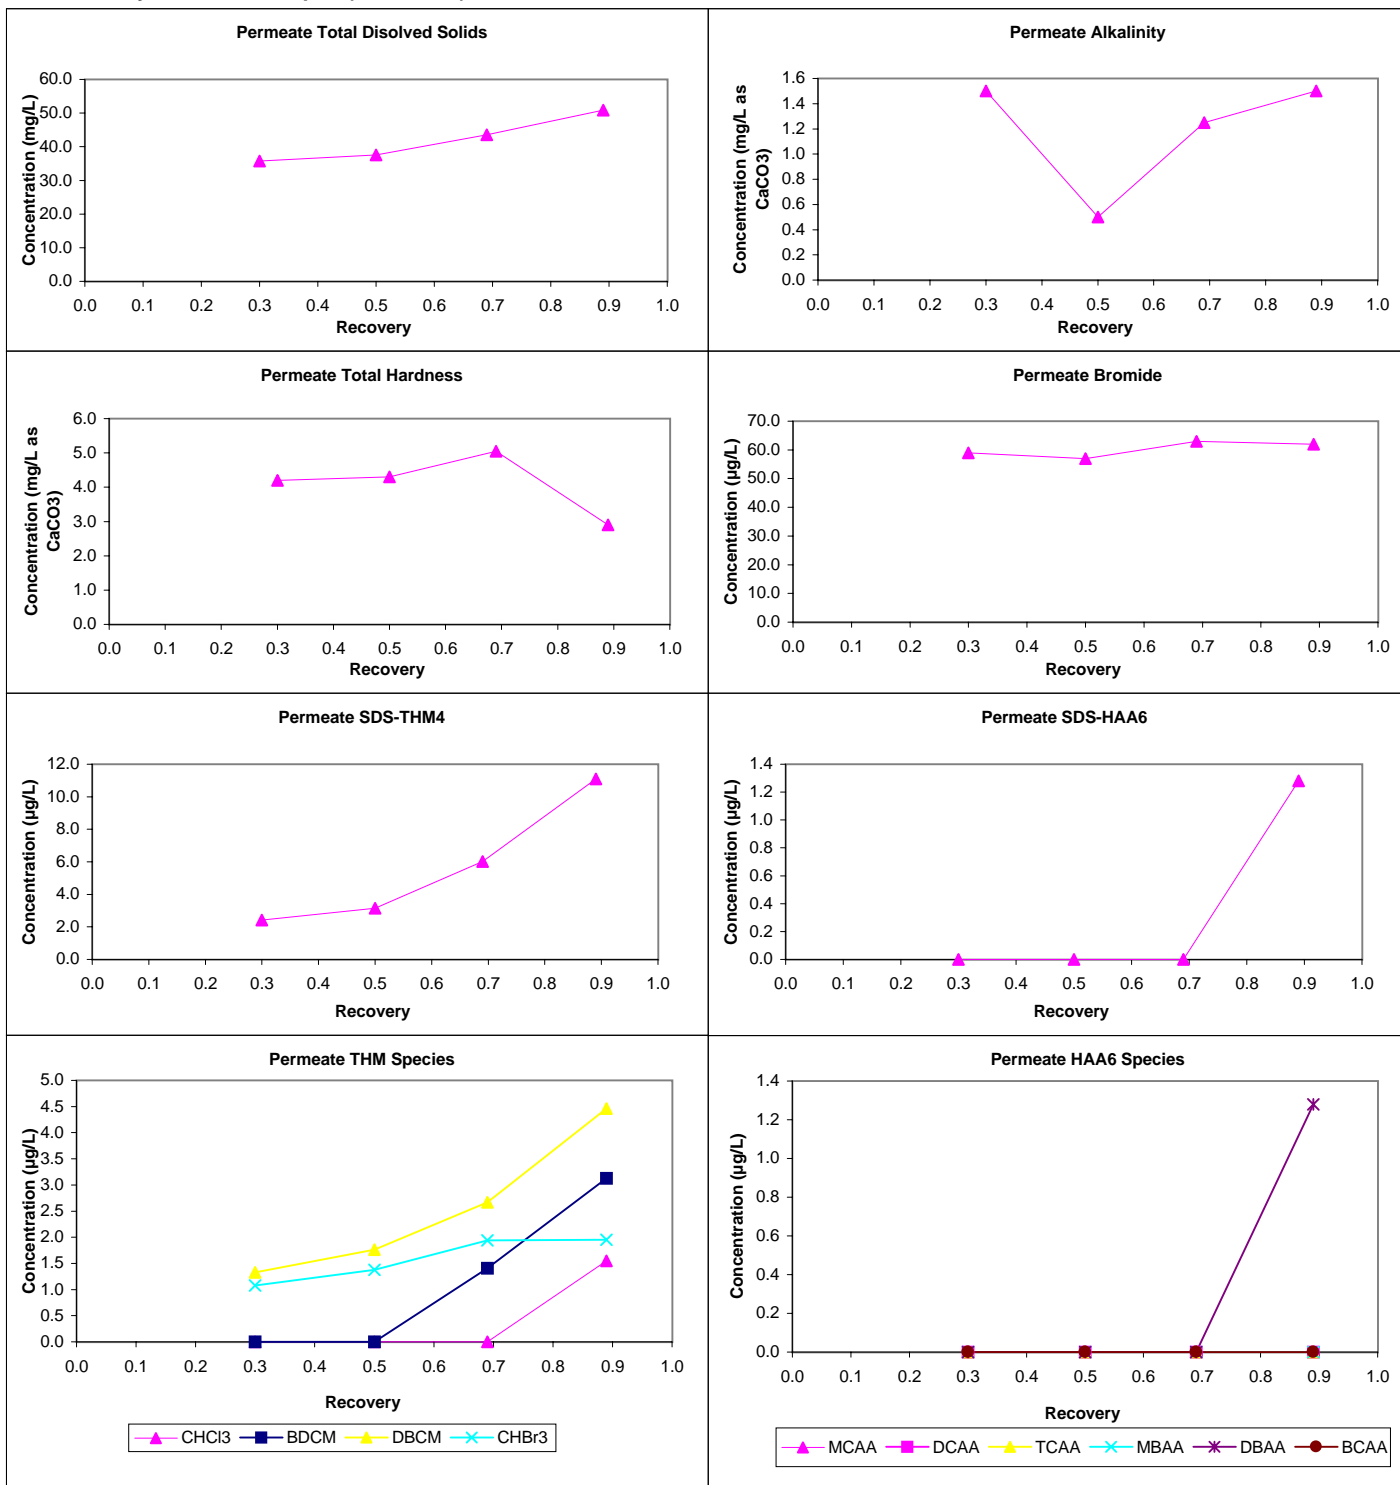 Permeate Total Disolved Solids
Concentration (mg/L)
60.0
50.0
40.0
30.0
20.0
10.0
0.0
0.0 0.1 0.2 0.3 0.4 0.5 0.6 0.7 0.8 0.9 1.0
Recovery
Permeate Alkalinity
Concentration (mg/L as
CaCO3)
1.6
1.4
1.2
1.0
0.8
0.6
0.4
0.2
0.0
0.0 0.1 0.2 0.3 0.4 0.5 0.6 0.7 0.8 0.9 1.0
Recovery
Permeate Total Hardness
Concentration (mg/L as
CaCO3)
6.0
5.0
4.0
3.0
2.0
1.0
0.0
0.0 0.1 0.2 0.3 0.4 0.5 0.6 0.7 0.8 0.9 1.0
Recovery
Permeate Bromide
Concentration (µg/L)
70.0
60.0
50.0
40.0
30.0
20.0
10.0
0.0
0.0 0.1 0.2 0.3 0.4 0.5 0.6 0.7 0.8 0.9 1.0
Recovery
Permeate SDS-THM4
Concentration (µg/L)
12.0
10.0
8.0
6.0
4.0
2.0
0.0
0.0 0.1 0.2 0.3 0.4 0.5 0.6 0.7 0.8 0.9 1.0
Recovery
Permeate SDS-HAA6
Concentration (µg/L)
1.4
1.2
1.0
0.8
0.6
0.4
0.2
0.0
0.0 0.1 0.2 0.3 0.4 0.5 0.6 0.7 0.8 0.9 1.0
Recovery
Permeate THM Species
Concentration (µg/L)
5.0
4.5
4.0
3.5
3.0
2.5
2.0
1.5
1.0
0.5
0.0
0.0 0.1 0.2 0.3 0.4 0.5 0.6 0.7 0.8 0.9 1.0
Recovery
CHCl3 BDCM DBCM CHBr3
Permeate HAA6 Species
Concentration (µg/L)
1.4
1.2
1.0
0.8
0.6
0.4
0.2
0.0
0.0 0.1 0.2 0.3 0.4 0.5 0.6 0.7 0.8 0.9 1.0
Recovery
MCAA DCAA TCAA MBAA DBAA BCAA